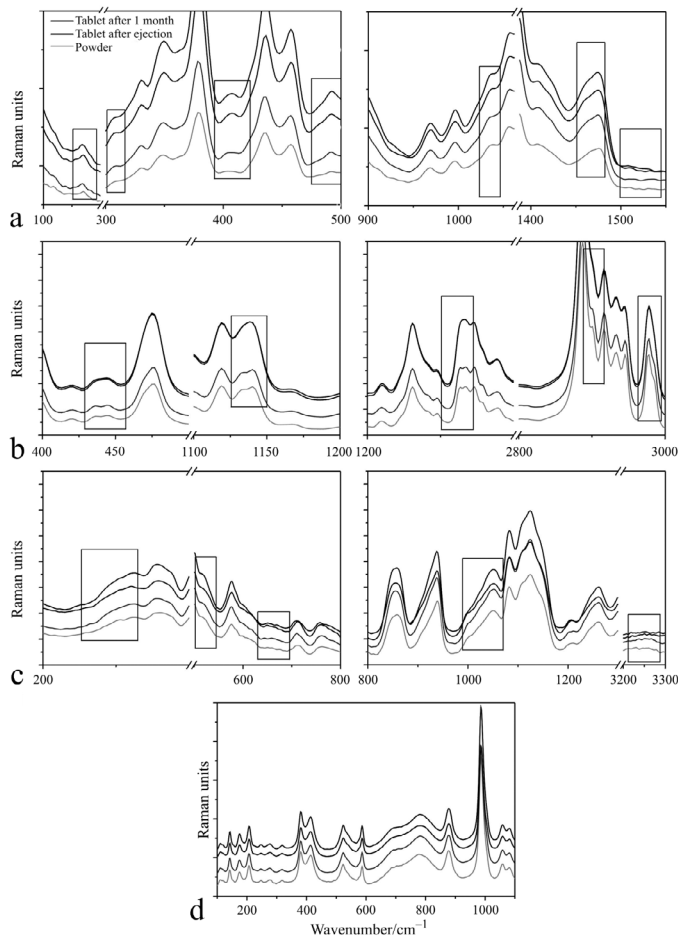 Tablet after 1 month
Tablet after ejection
Powder
Raman units
100 300 400 500 900 1000 1400 1500
a
Raman units
400 450 1100 1150 1200 1200 2800 3000
b
Raman units
200 600 800 800 1000 1200 3200 3300
c
Raman units
200 400 600 800 1000
d
Wavenumber/cm⁻¹